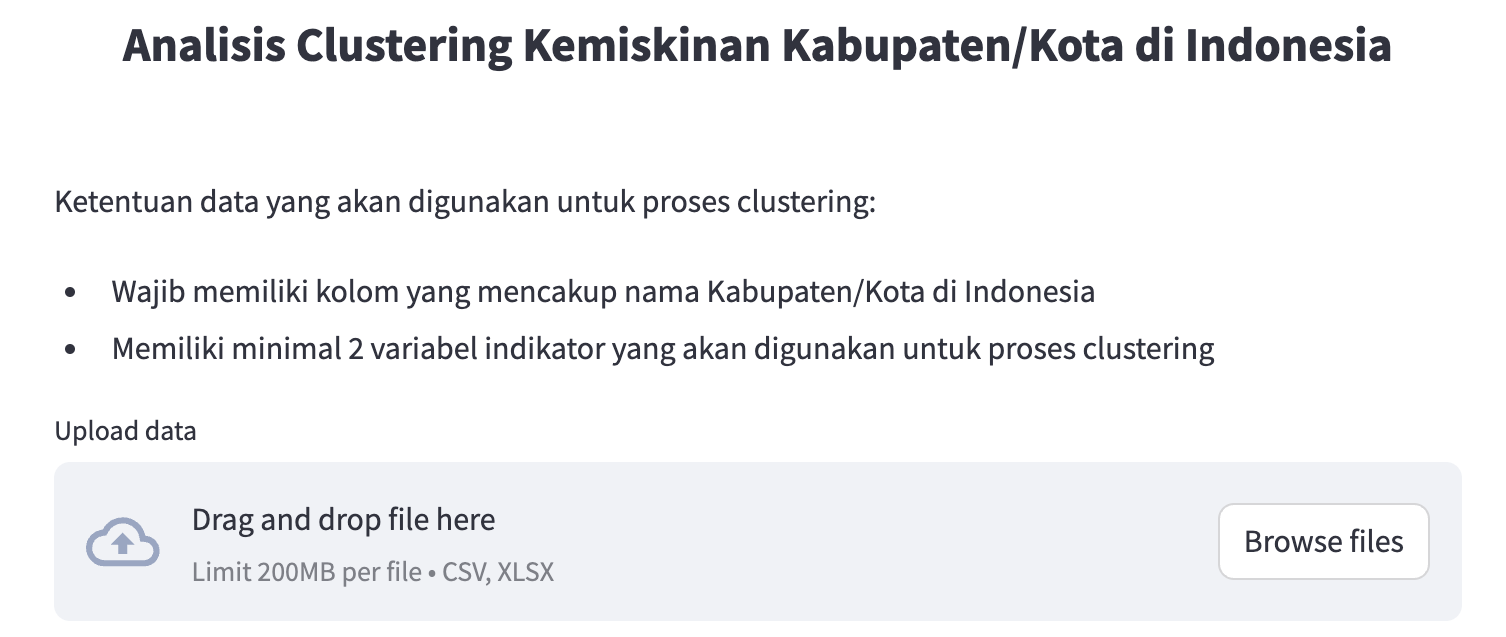 Analisis Clustering Kemiskinan Kabupaten/Kota di Indonesia
Ketentuan data yang akan digunakan untuk proses clustering:
• Wajib memiliki kolom yang mencakup nama Kabupaten/Kota di Indonesia
• Memiliki minimal 2 variabel indikator yang akan digunakan untuk proses clustering
Upload data
Drag and drop file here
Browse files
Limit 200MB per file • CSV, XLSX